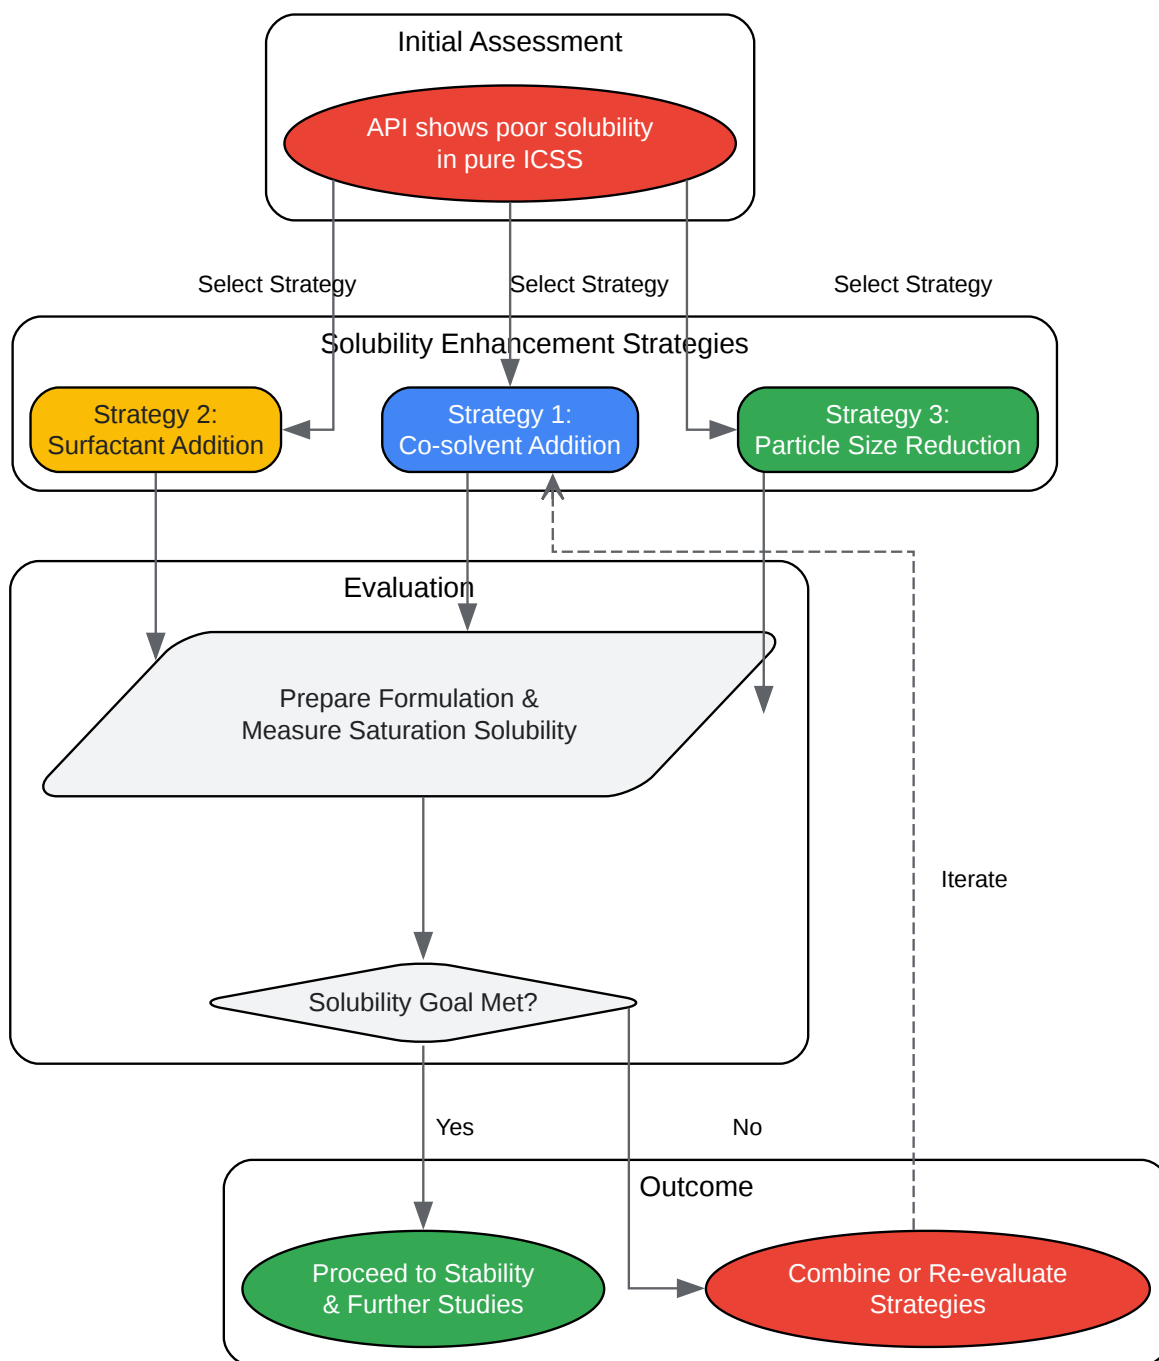 Initial Assessment
API shows poor solubility
in pure ICSS
Select Strategy
Select Strategy
Select Strategy
Solubility Enhancement Strategies
Strategy 2:
Surfactant Addition
Strategy 1:
Co-solvent Addition
Strategy 3:
Particle Size Reduction
Evaluation
Prepare Formulation &
Measure Saturation Solubility
Iterate
Solubility Goal Met?
Yes
No
Outcome
Proceed to Stability
& Further Studies
Combine or Re-evaluate
Strategies